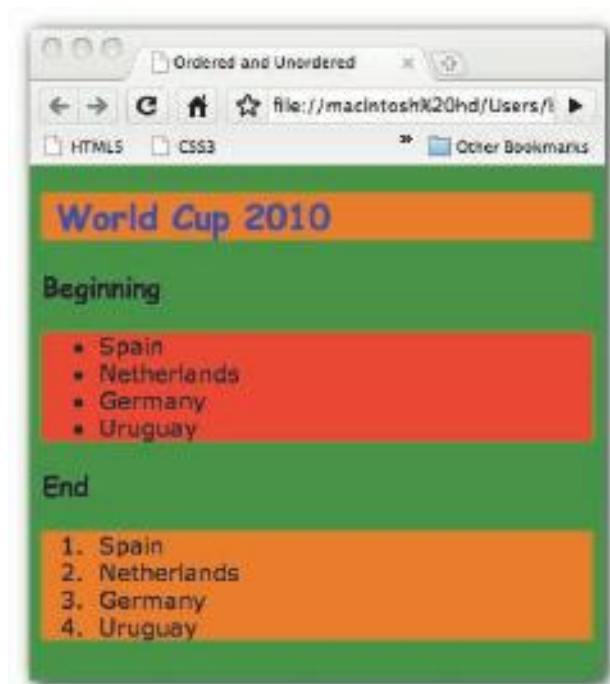 Ordered and Unordered
file://macintosh%20hd/Users/
HTML5 CSS3 » Other Bookmarks
World Cup 2010
Beginning
• Spain
• Netherlands
• Germany
• Uruguay
End
1. Spain
2. Netherlands
3. Germany
4. Uruguay